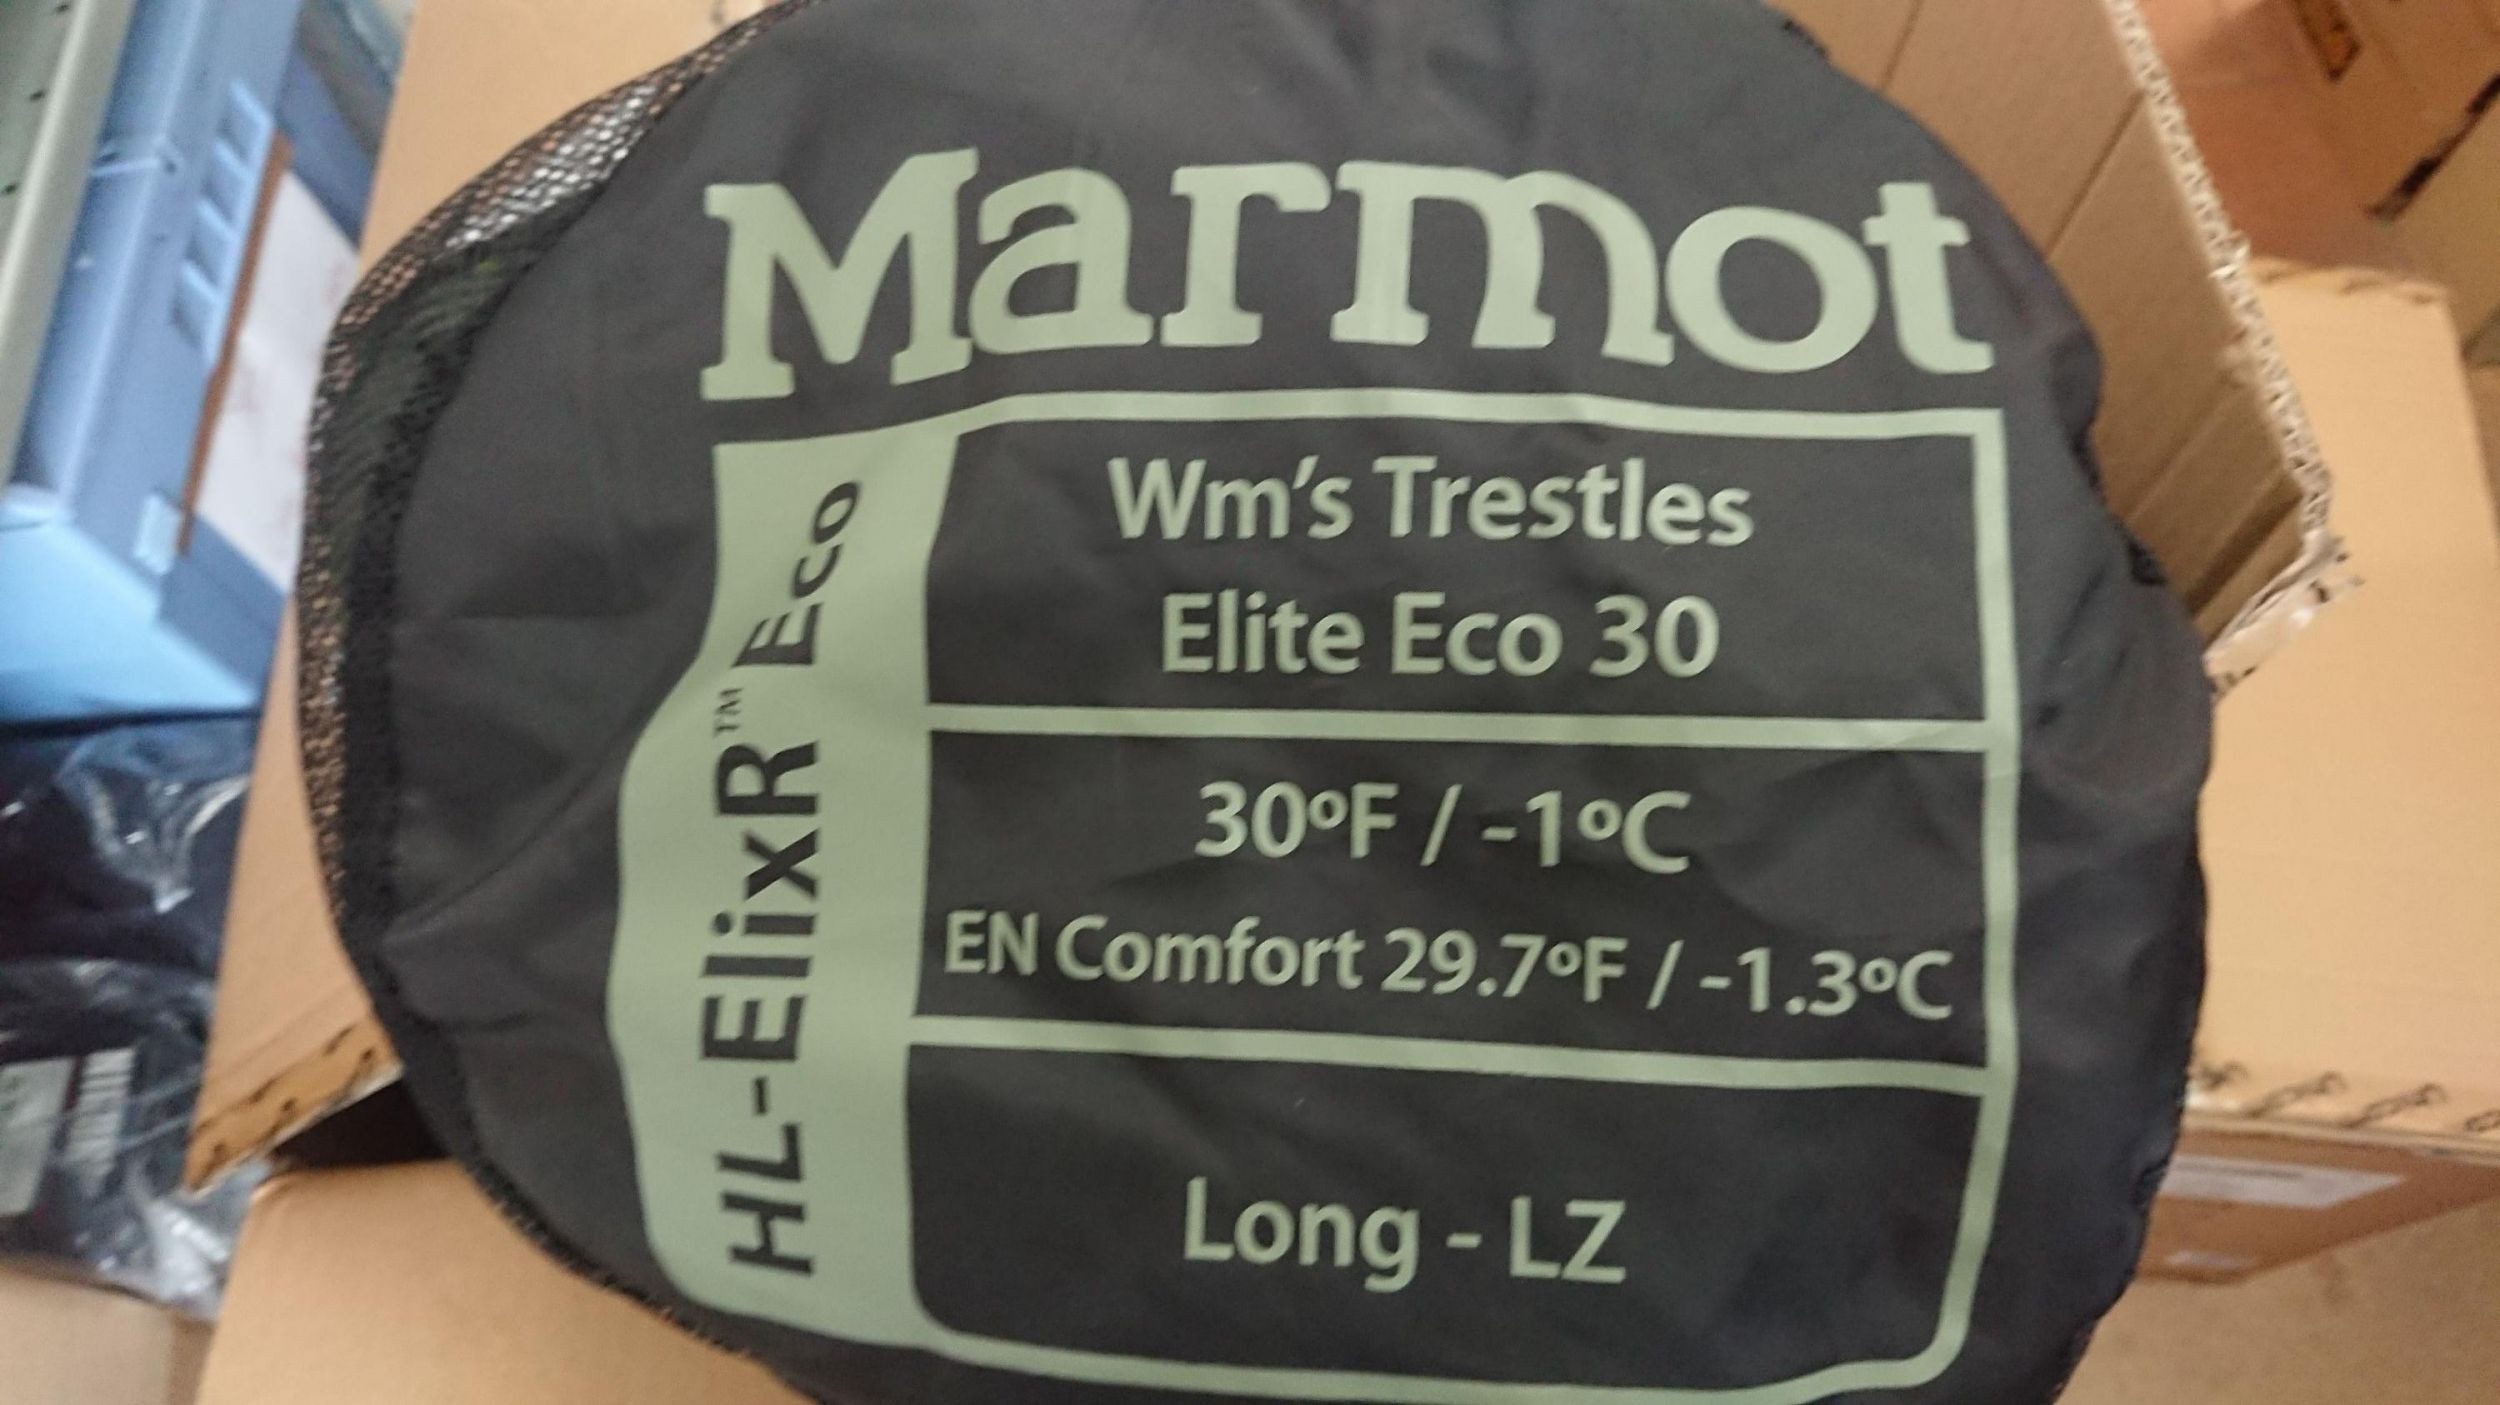 Marmot
HL-ElixR™ Eco
Wm's Trestles
Elite Eco 30
30ºF / -1ºC
EN Comfort 29.7ºF / -1.3ºC
Long - LZ